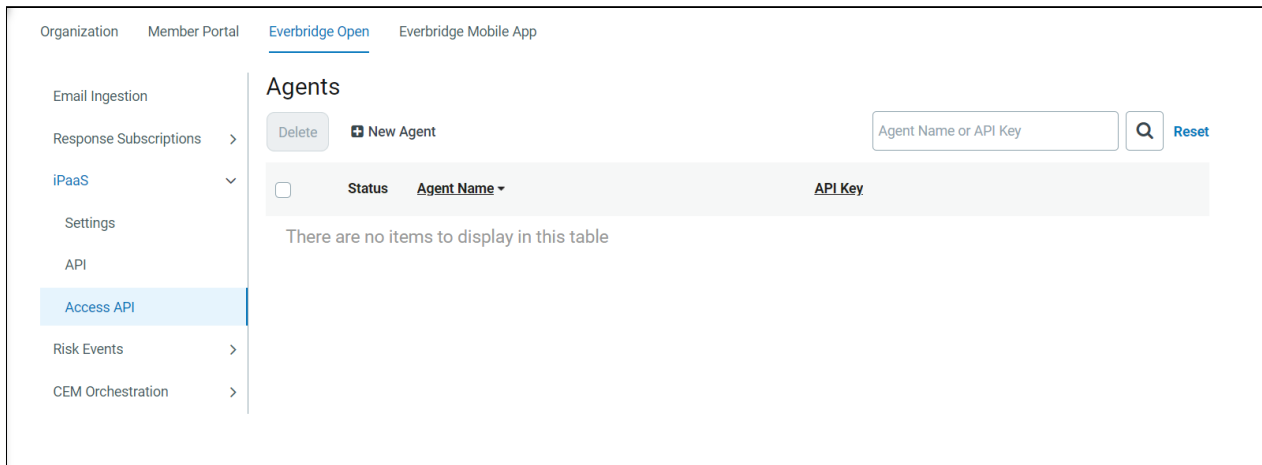 Organization Member Portal Everbridge Open Everbridge Mobile App
Agents
Email Ingestion
Delete New Agent Agent Name or API Key Reset
Response Subscriptions
iPaaS
Status Agent Name API Key
Settings
There are no items to display in this table
API
Access API
Risk Events
CEM Orchestration